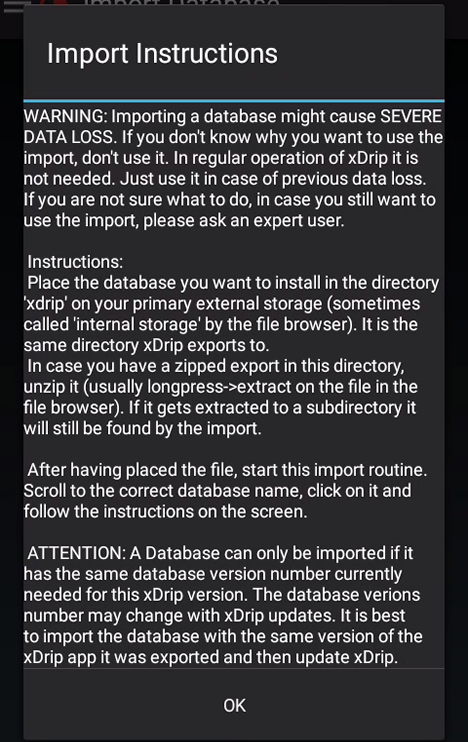 Import Database
Import Instructions
WARNING: Importing a database might cause SEVERE
DATA LOSS. If you don't know why you want to use the
import, don't use it. In regular operation of xDrip it is
not needed. Just use it in case of previous data loss.
If you are not sure what to do, in case you still want to
use the import, please ask an expert user.
Instructions:
Place the database you want to install in the directory
'xdrip' on your primary external storage (sometimes
called 'internal storage' by the file browser). It is the
same directory xDrip exports to.
In case you have a zipped export in this directory,
unzip it (usually longpress->extract on the file in the
file browser). If it gets extracted to a subdirectory it
will still be found by the import.
After having placed the file, start this import routine.
Scroll to the correct database name, click on it and
follow the instructions on the screen.
ATTENTION: A Database can only be imported if it
has the same database version number currently
needed for this xDrip version. The database verions
number may change with xDrip updates. It is best
to import the database with the same version of the
xDrip app it was exported and then update xDrip.
OK